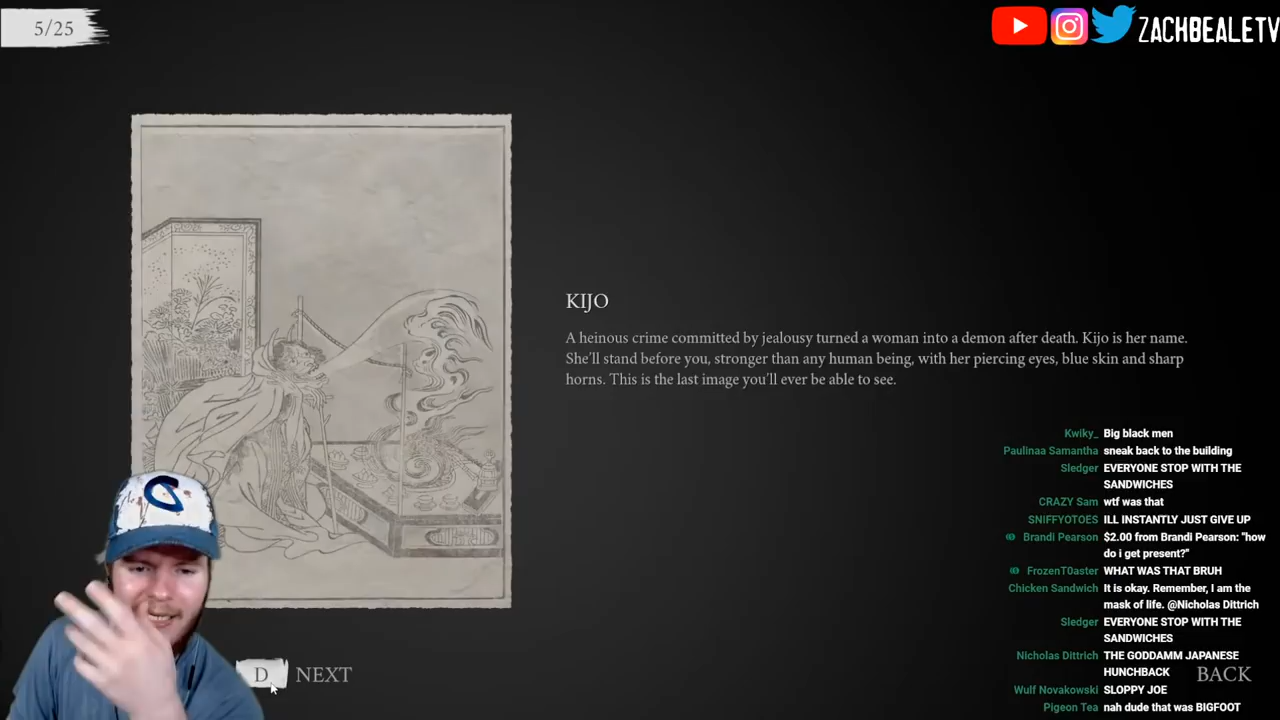 5/25
ZACHBEALETV
KIJO
A heinous crime committed by jealousy turned a woman into a demon after death. Kijo is her name.
She'll stand before you, stronger than any human being, with her piercing eyes, blue skin and sharp
horns. This is the last image you'll ever be able to see.
Kwiky_ Big black men
Paulinaa Samantha sneak back to the building
Sledger EVERYONE STOP WITH THE
SANDWICHES
CRAZY Sam wtf was that
SNIFFYOTOES ILL INSTANTLY JUST GIVE UP
Brandi Pearson $2.00 from Brandi Pearson: "how
do i get present?"
FrozenT0aster WHAT WAS THAT BRUH
Chicken Sandwich It is okay. Remember, I am the
mask of life. @Nicholas Dittrich
Sledger EVERYONE STOP WITH THE
SANDWICHES
Nicholas Dittrich THE GODDAMM JAPANESE
HUNCHBACK
Wulf Novakowski SLOPPY JOE
Pigeon Tea nah dude that was BIGFOOT
D NEXT
BACK